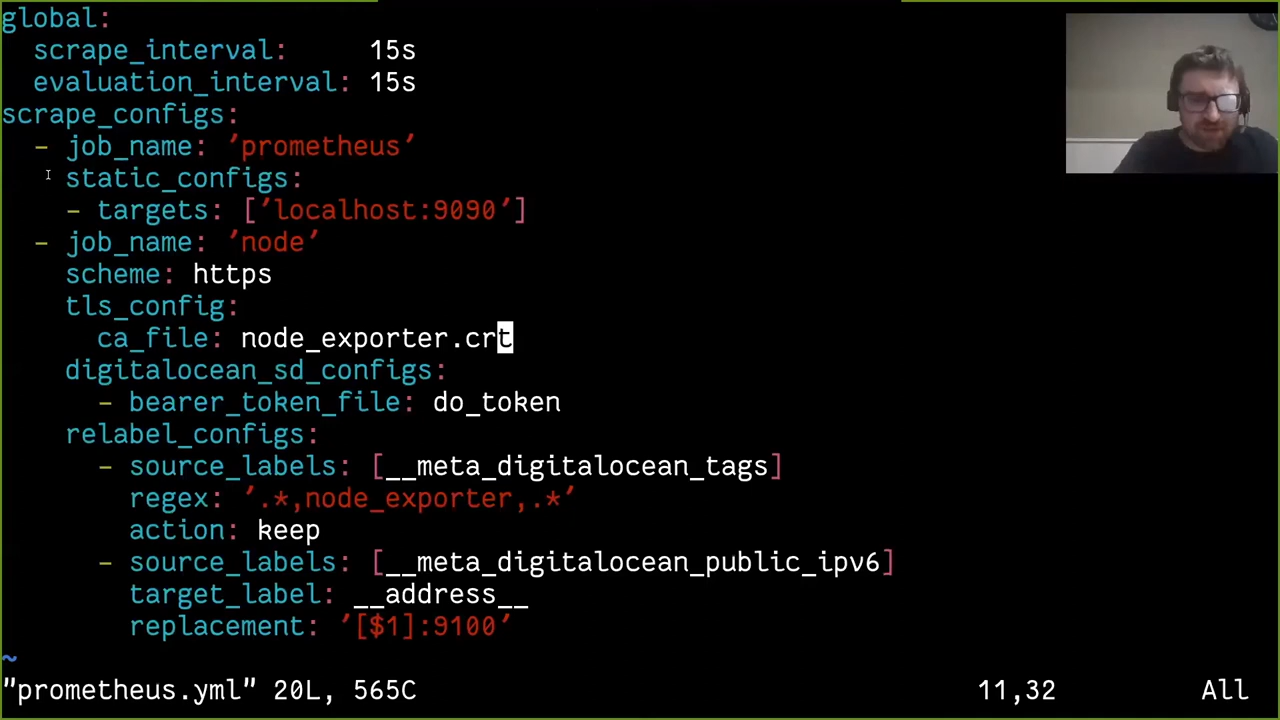 global:
  scrape_interval:     15s
  evaluation_interval: 15s
scrape_configs:
  - job_name: 'prometheus'
    static_configs:
    - targets: ['localhost:9090']
  - job_name: 'node'
    scheme: https
    tls_config:
      ca_file: node_exporter.crt
    digitalocean_sd_configs:
      - bearer_token_file: do_token
    relabel_configs:
      - source_labels: [__meta_digitalocean_tags]
        regex: '.*,node_exporter,.*'
        action: keep
      - source_labels: [__meta_digitalocean_public_ipv6]
        target_label: __address__
        replacement: '[$1]:9100'
~
"prometheus.yml" 20L, 565C 11,32 All